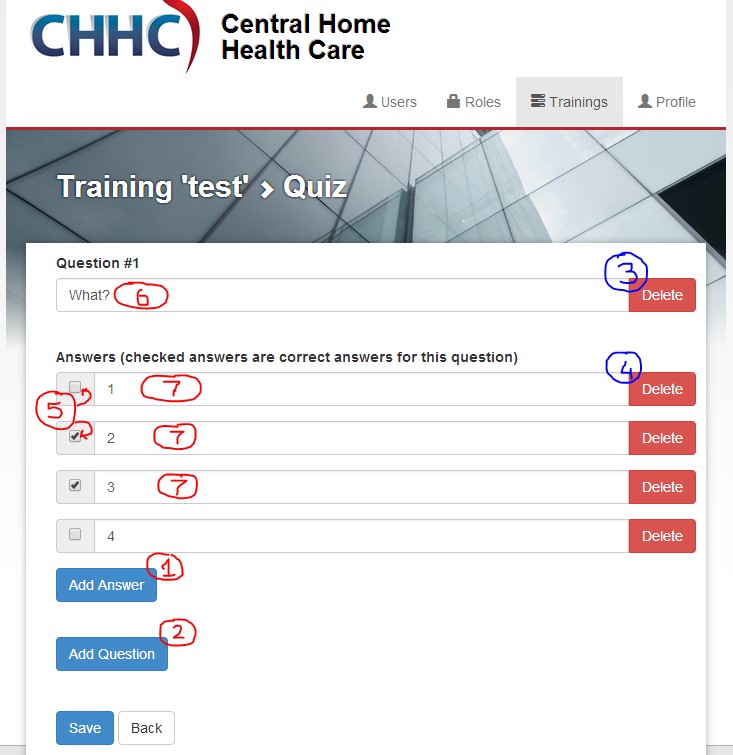 CHHC Central Home
Health Care
Users Roles Trainings Profile
Training 'test' > Quiz
Question #1
3
What? 6 Delete
Answers (checked answers are correct answers for this question)
4
1 7 Delete
5
2 7 Delete
3 7 Delete
4 Delete
1
Add Answer
2
Add Question
Save Back